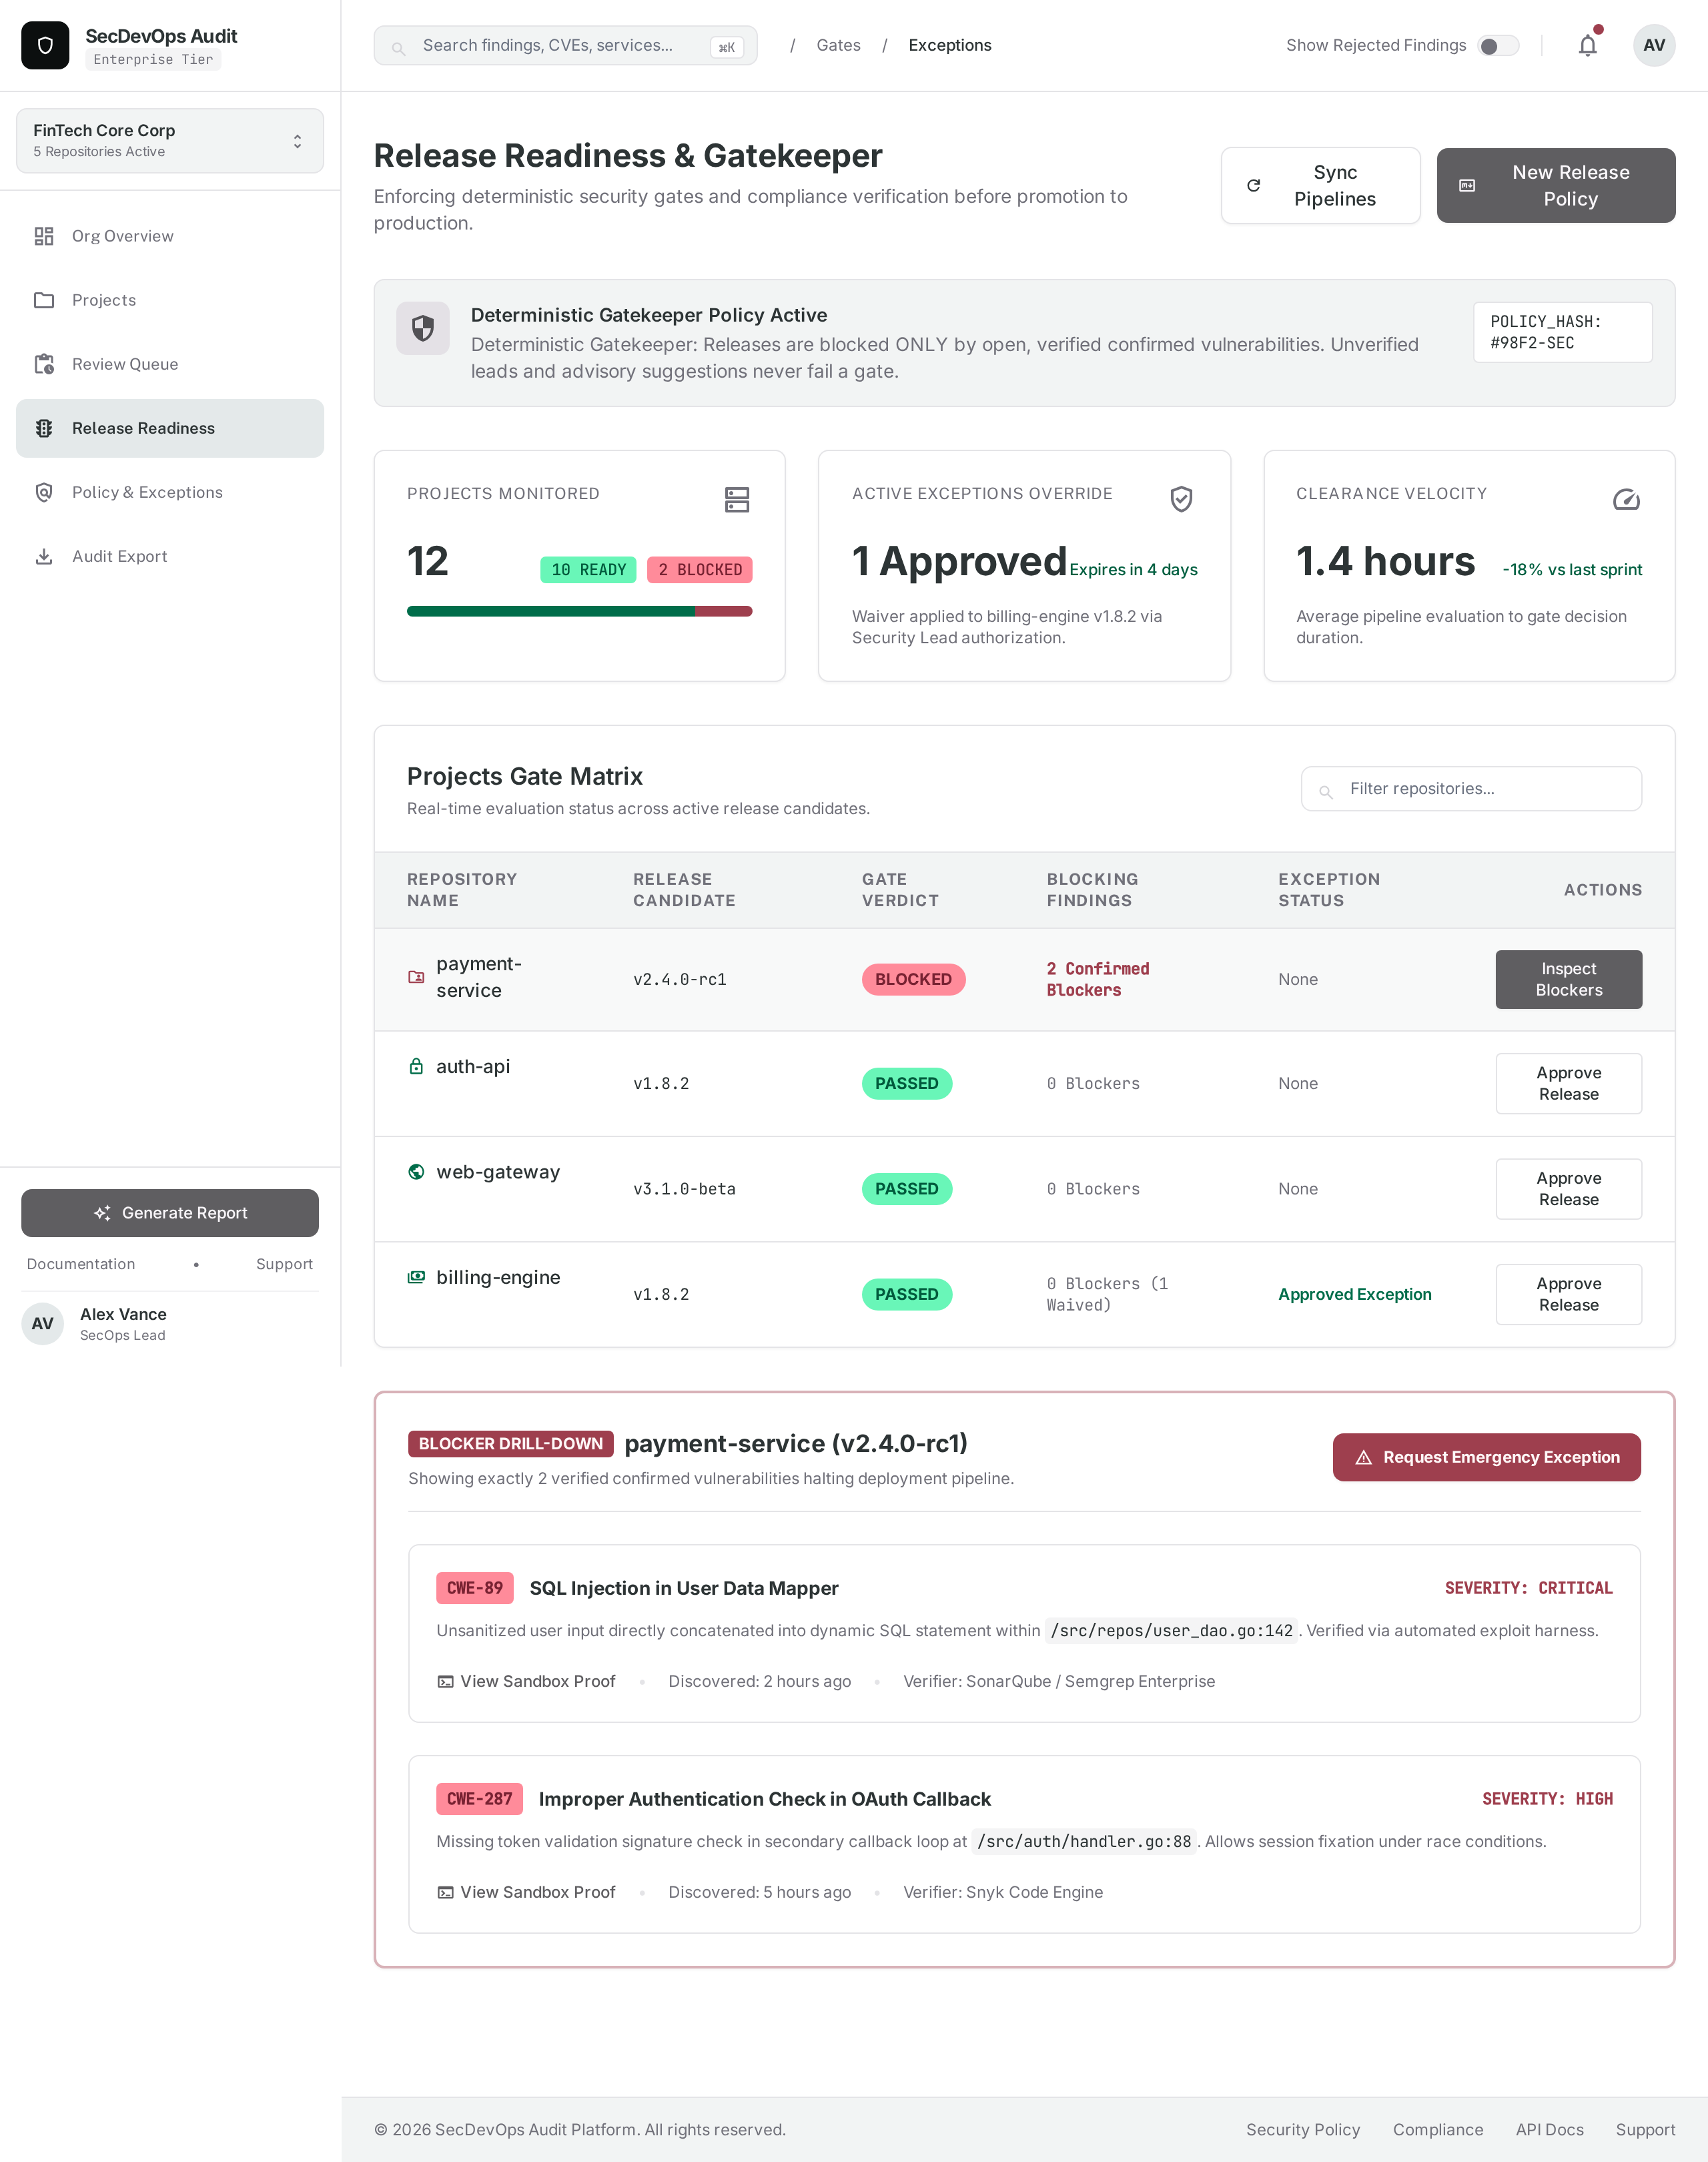 SecDevOps Audit
Enterprise Tier
Search findings, CVEs, services...
⌘K
/ Gates / Exceptions
Show Rejected Findings
AV
FinTech Core Corp
5 Repositories Active
Org Overview
Projects
Review Queue
Release Readiness
Policy & Exceptions
Audit Export
Generate Report
Documentation • Support
AV
Alex Vance
SecOps Lead
Release Readiness & Gatekeeper
Enforcing deterministic security gates and compliance verification before promotion to
production.
Sync
Pipelines
New Release
Policy
Deterministic Gatekeeper Policy Active
Deterministic Gatekeeper: Releases are blocked ONLY by open, verified confirmed vulnerabilities. Unverified
leads and advisory suggestions never fail a gate.
POLICY_HASH:
#98F2-SEC
PROJECTS MONITORED
12
10 READY
2 BLOCKED
ACTIVE EXCEPTIONS OVERRIDE
1 Approved
Expires in 4 days
Waiver applied to billing-engine v1.8.2 via
Security Lead authorization.
CLEARANCE VELOCITY
1.4 hours
-18% vs last sprint
Average pipeline evaluation to gate decision
duration.
Projects Gate Matrix
Real-time evaluation status across active release candidates.
Filter repositories...
REPOSITORY
NAME
RELEASE
CANDIDATE
GATE
VERDICT
BLOCKING
FINDINGS
EXCEPTION
STATUS
ACTIONS
payment-
service
v2.4.0-rc1
BLOCKED
2 Confirmed
Blockers
None
Inspect
Blockers
auth-api
v1.8.2
PASSED
0 Blockers
None
Approve
Release
web-gateway
v3.1.0-beta
PASSED
0 Blockers
None
Approve
Release
billing-engine
v1.8.2
PASSED
0 Blockers (1
Waived)
Approved Exception
Approve
Release
BLOCKER DRILL-DOWN
payment-service (v2.4.0-rc1)
Showing exactly 2 verified confirmed vulnerabilities halting deployment pipeline.
Request Emergency Exception
CWE-89
SQL Injection in User Data Mapper
SEVERITY: CRITICAL
Unsanitized user input directly concatenated into dynamic SQL statement within /src/repos/user_dao.go:142. Verified via automated exploit harness.
View Sandbox Proof • Discovered: 2 hours ago • Verifier: SonarQube / Semgrep Enterprise
CWE-287
Improper Authentication Check in OAuth Callback
SEVERITY: HIGH
Missing token validation signature check in secondary callback loop at /src/auth/handler.go:88. Allows session fixation under race conditions.
View Sandbox Proof • Discovered: 5 hours ago • Verifier: Snyk Code Engine
© 2026 SecDevOps Audit Platform. All rights reserved.
Security Policy
Compliance
API Docs
Support